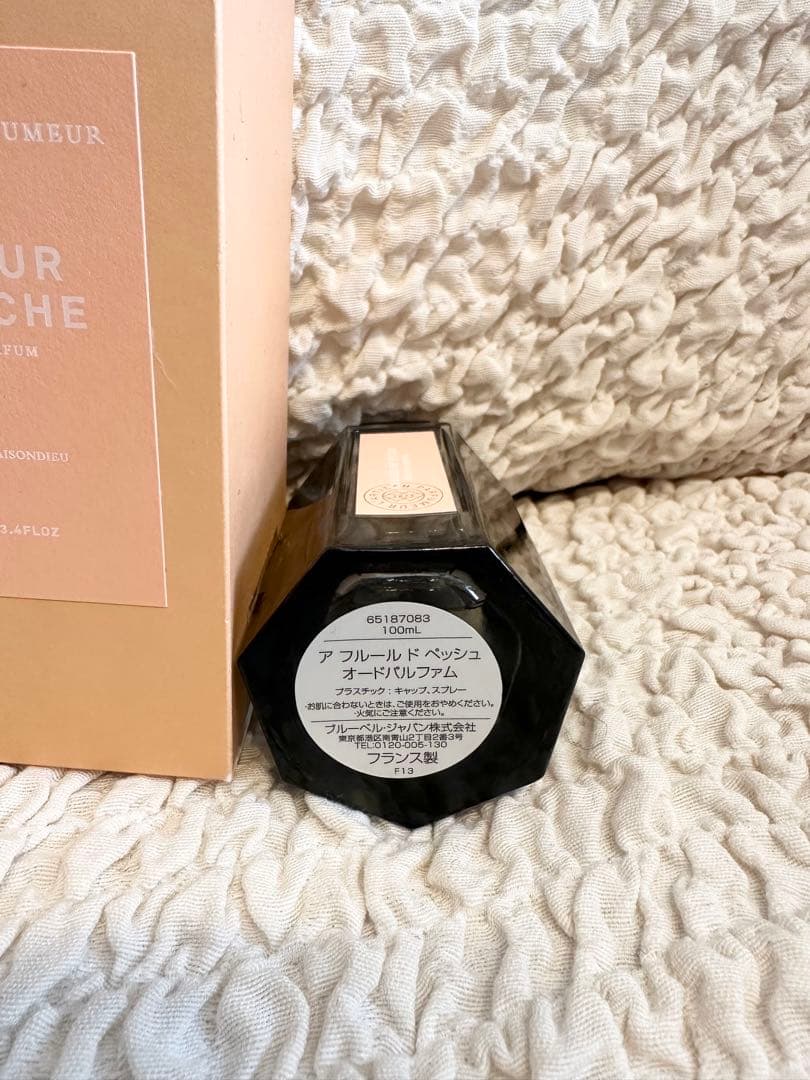 UMEUR
UR
CHE
RFUM
AISONDIEU
3.4FLOZ
65187083
100mL
ア フルール ド ペッシュ
オードパルファム
プラスチック：キャップ、スプレー
・お肌に合わないときは、ご使用をおやめください。
・火気にご注意ください。
ブルーベル・ジャパン株式会社
東京都港区南青山2丁目2番3号
TEL:0120-005-130
フランス製
F13